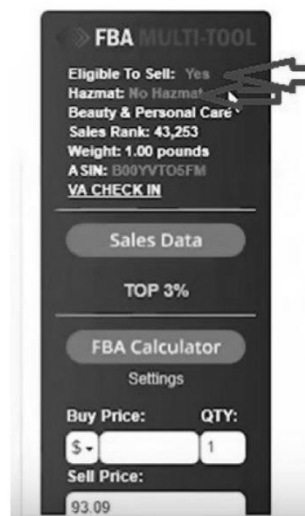 FBA MULTI-TOOL
Eligible To Sell: Yes
Hazmat: No Hazmat
Beauty & Personal Care
Sales Rank: 43,253
Weight: 1.00 pounds
ASIN: B00YVTO5FM
VA CHECK IN
Sales Data
TOP 3%
FBA Calculator
Settings
Buy Price: QTY:
$ 1
Sell Price:
93.09